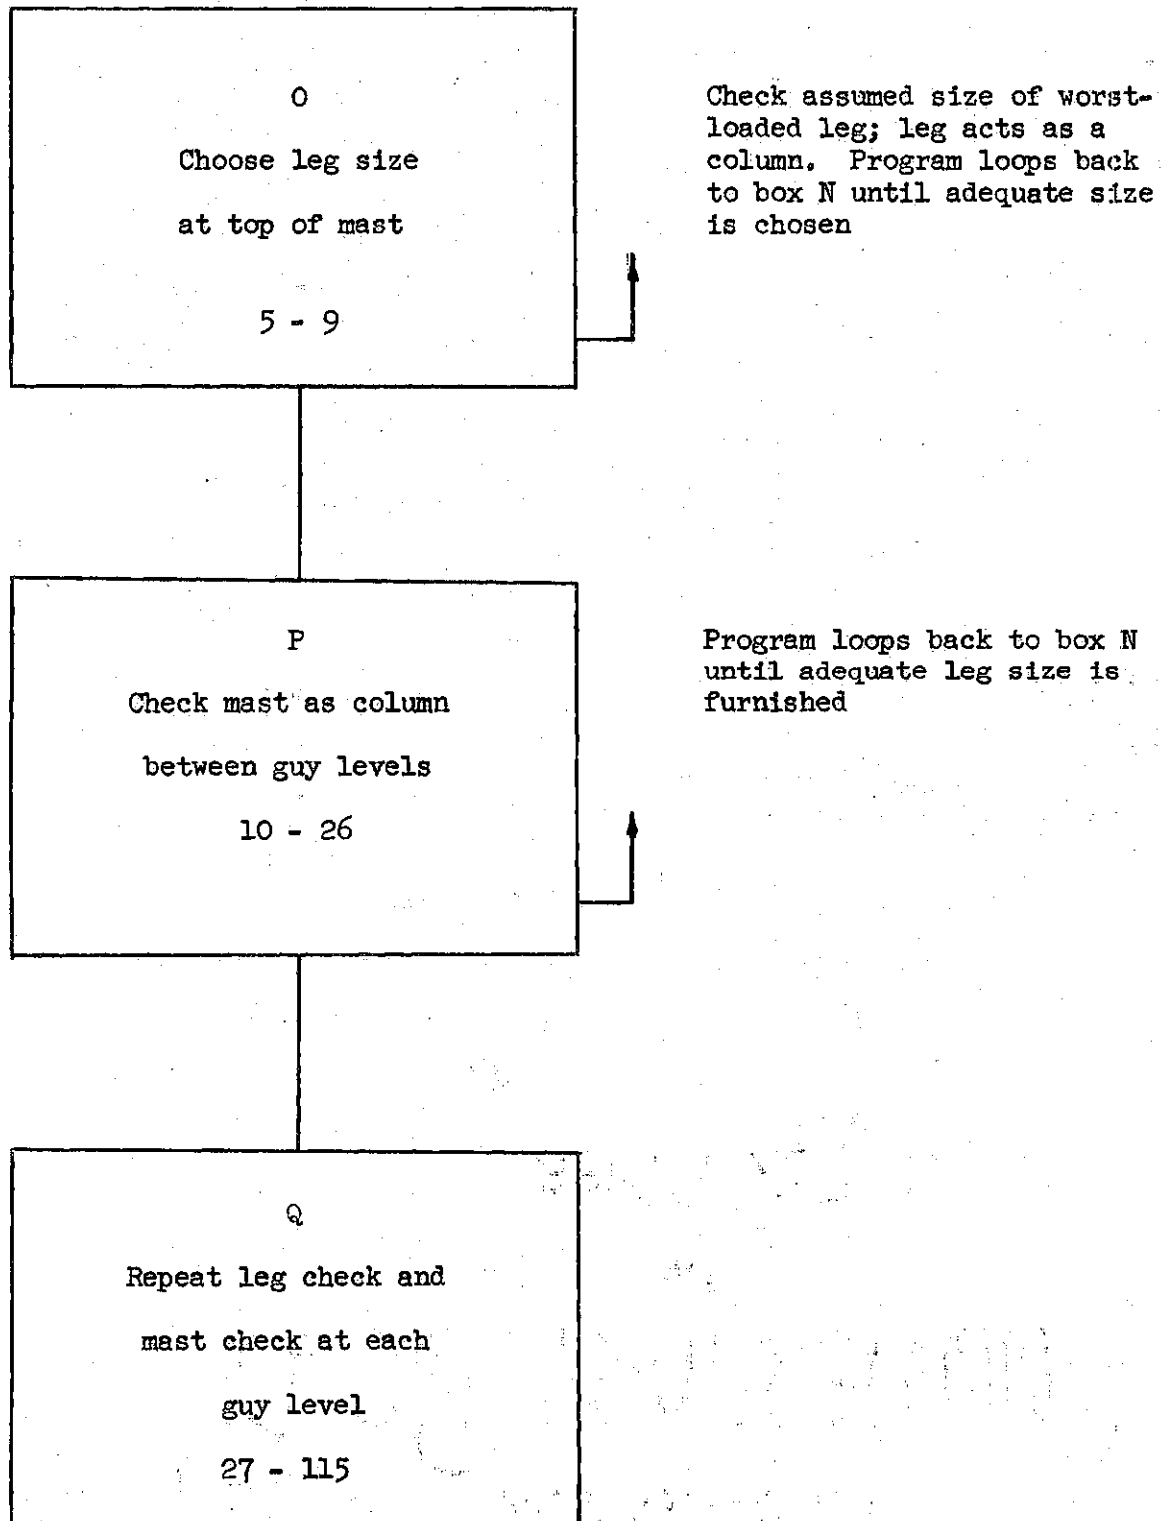 O
Choose leg size
at top of mast
5 - 9
Check assumed size of worst-
loaded leg; leg acts as a
column. Program loops back
to box N until adequate size
is chosen
P
Check mast as column
between guy levels
10 - 26
Program loops back to box N
until adequate leg size is
furnished
Q
Repeat leg check and
mast check at each
guy level
27 - 115